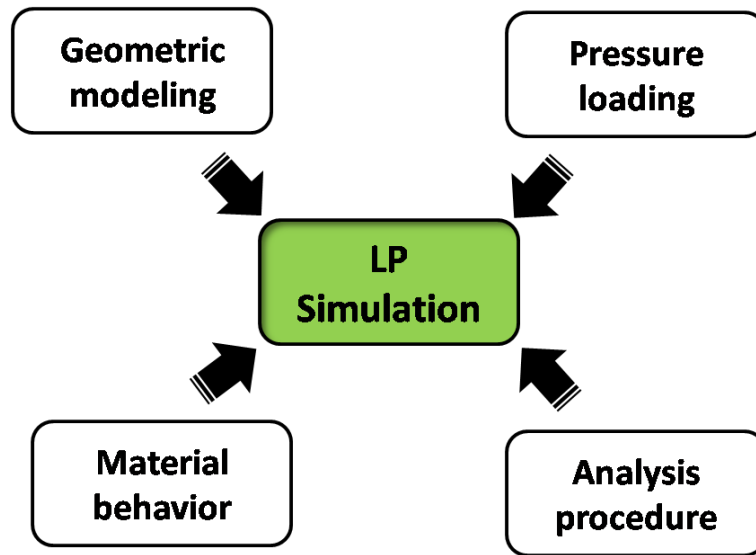 Geometric
modeling
Pressure
loading
LP
Simulation
Material
behavior
Analysis
procedure